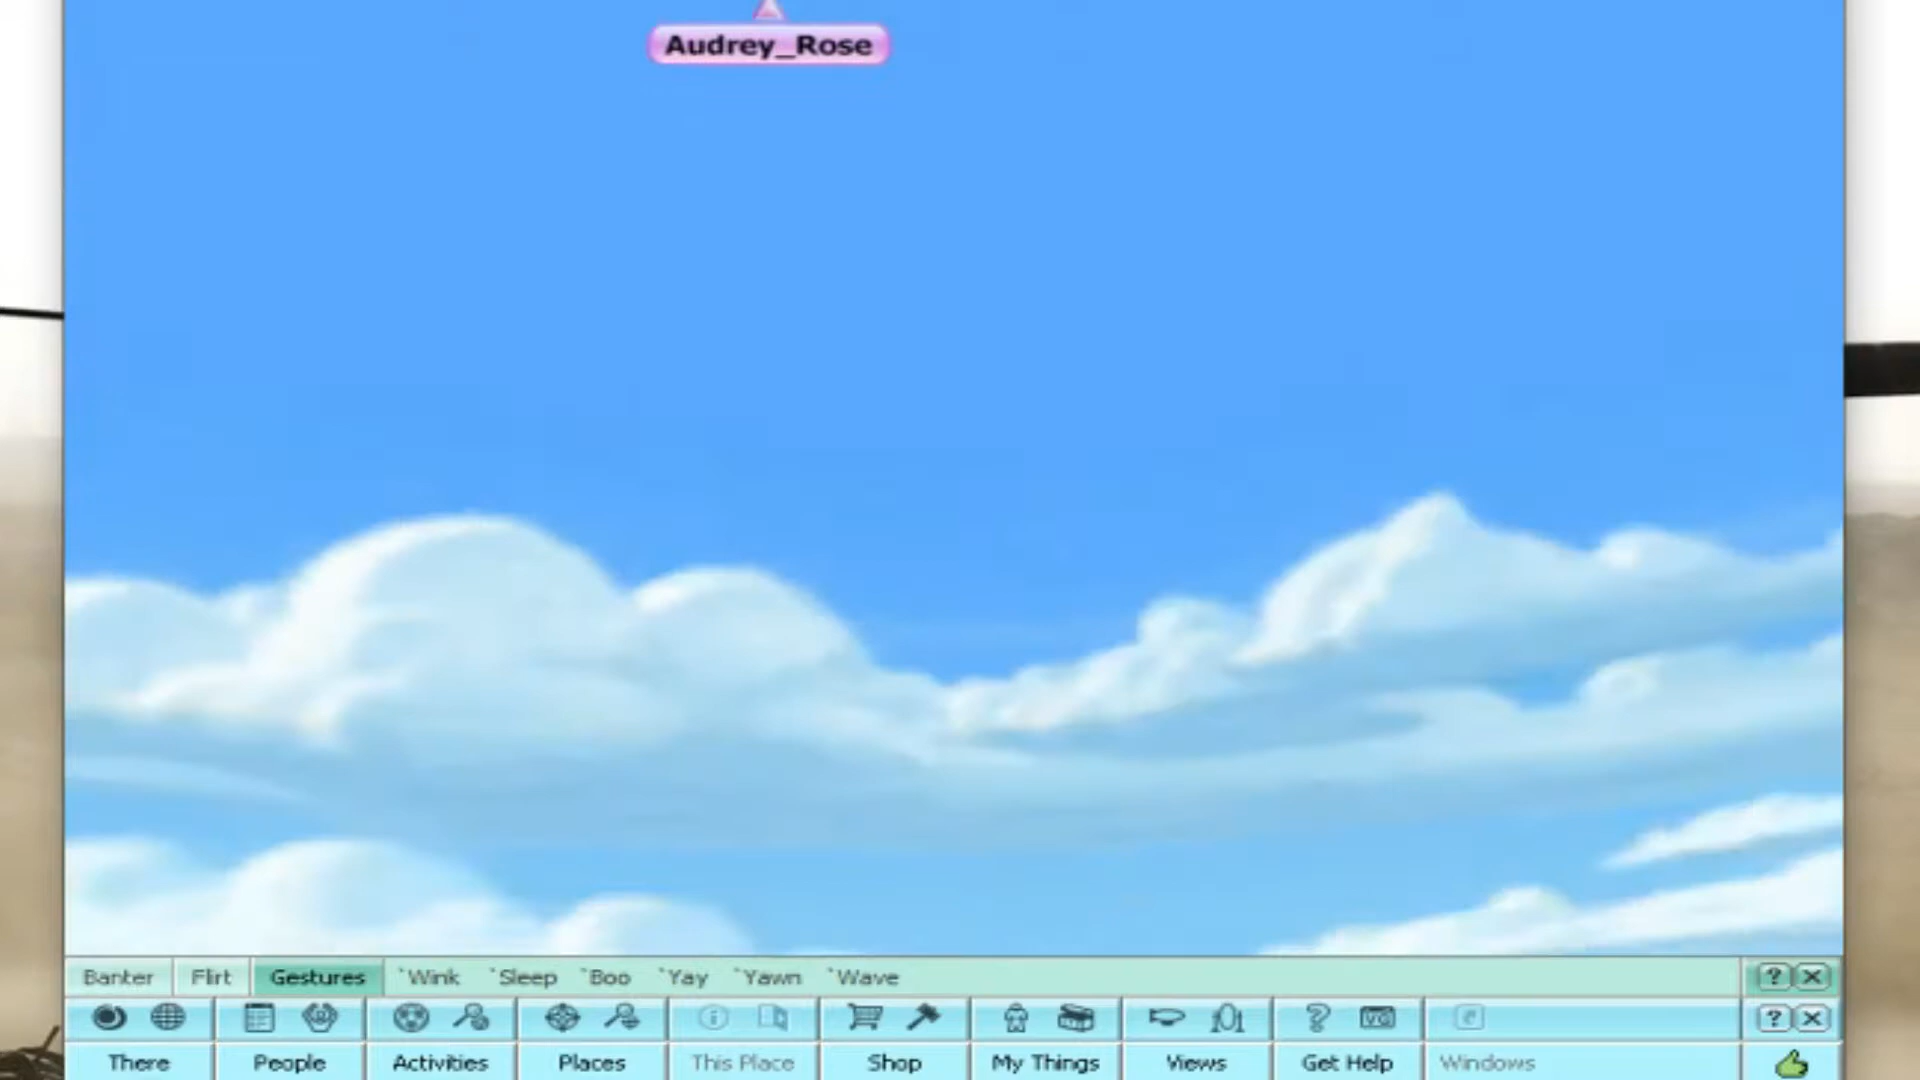 Audrey_Rose
Banter Flirt Gestures `Wink `Sleep `Boo `Yay `Yawn `Wave
There People Activities Places This Place Shop My Things Views Get Help Windows